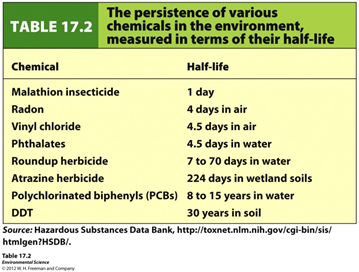 TABLE 17.2
The persistence of various
chemicals in the environment,
measured in terms of their half-life
Chemical Half-life
Malathion insecticide 1 day
Radon 4 days in air
Vinyl chloride 4.5 days in air
Phthalates 4.5 days in water
Roundup herbicide 7 to 70 days in water
Atrazine herbicide 224 days in wetland soils
Polychlorinated biphenyls (PCBs) 8 to 15 years in water
DDT 30 years in soil
Source: Hazardous Substances Data Bank, http://toxnet.nlm.nih.gov/cgi-bin/sis/
htmlgen?HSDB/.
Table 17.2
Environmental Science
© 2012 W. H. Freeman and Company